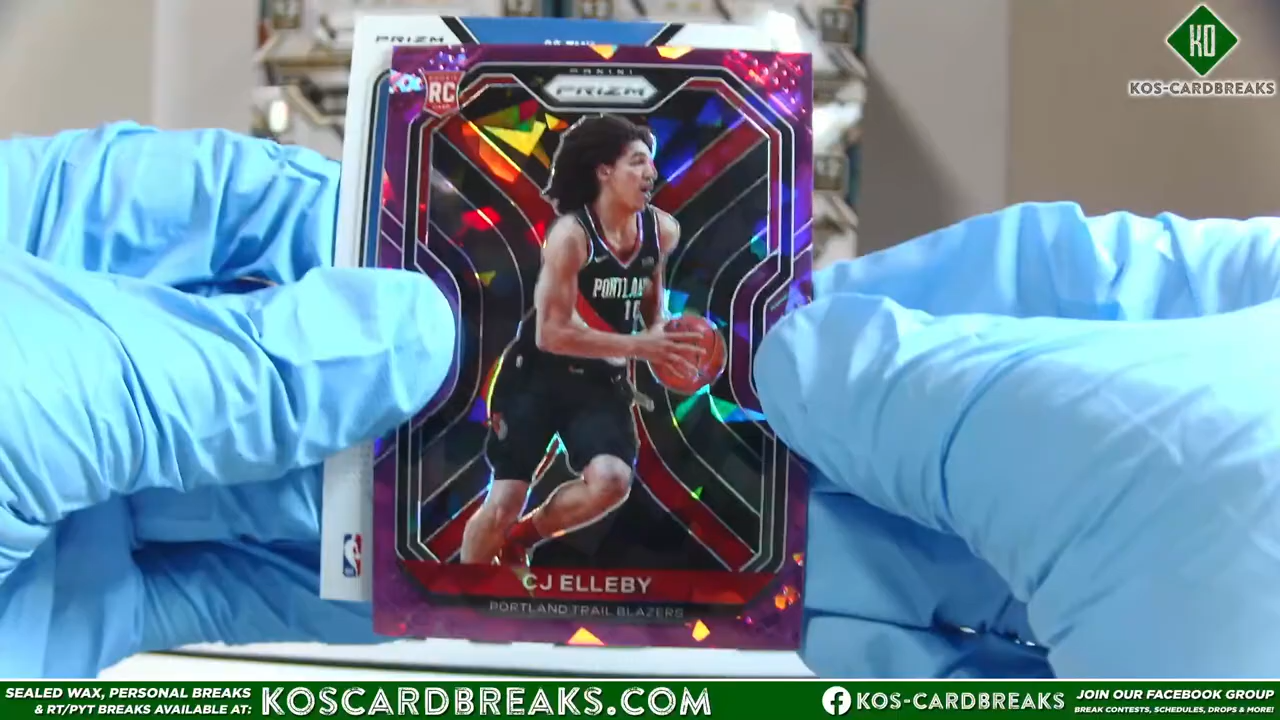 KO
KOS-CARDBREAKS
PRIZM
RC
PANINI
PRIZM
PORTLAND
CJ ELLEBY
PORTLAND TRAIL BLAZERS
SEALED WAX, PERSONAL BREAKS
& RT/PYT BREAKS AVAILABLE AT:
KOSCARDBREAKS.COM
KOS-CARDBREAKS
JOIN OUR FACEBOOK GROUP
BREAK CONTESTS, SCHEDULES, DROPS & MORE!